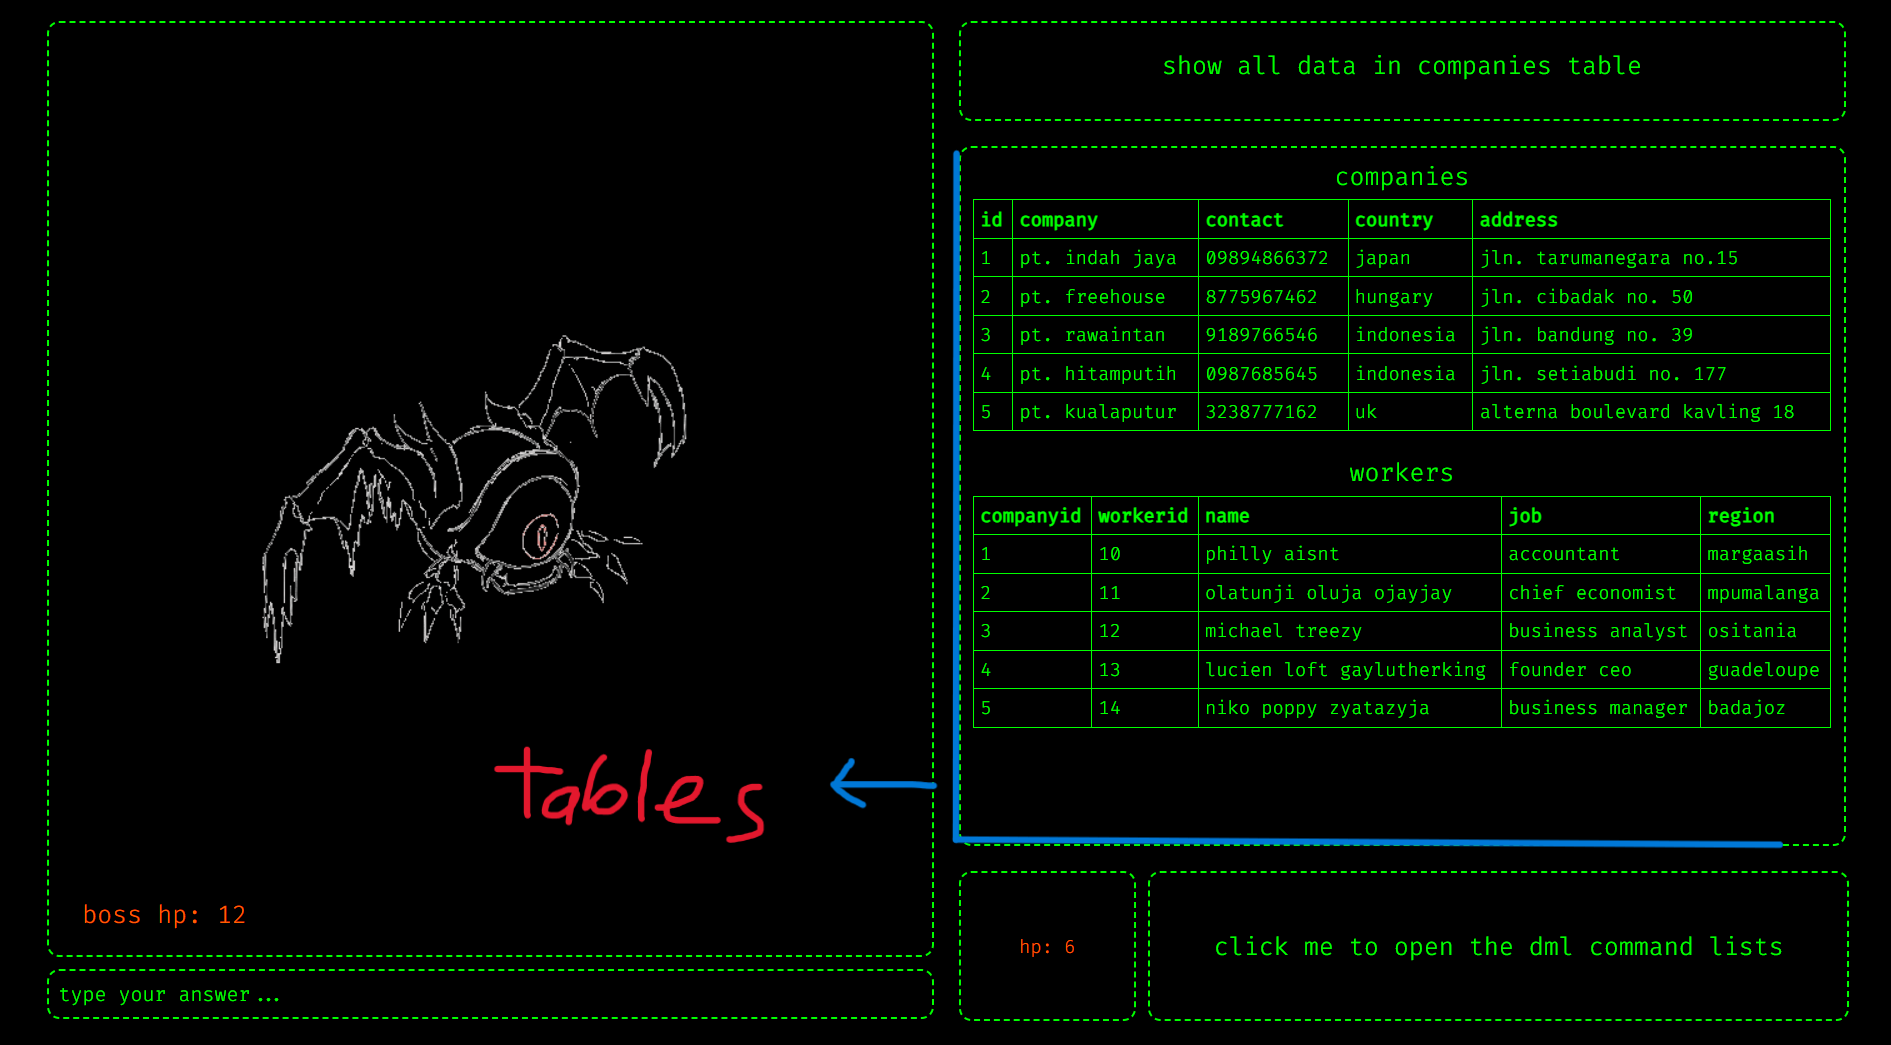 show all data in companies table
companies
id company contact country address
1 pt. indah jaya 09894866372 japan jln. tarumanegara no.15
2 pt. freehouse 8775967462 hungary jln. cibadak no. 50
3 pt. rawaintan 9189766546 indonesia jln. bandung no. 39
4 pt. hitamputih 0987685645 indonesia jln. setiabudi no. 177
5 pt. kualaputur 3238777162 uk alterna boulevard kavling 18
workers
companyid workerid name job region
1 10 philly aisnt accountant margaasih
2 11 olatunji oluja ojayjay chief economist mpumalanga
3 12 michael treezy business analyst ositania
4 13 lucien loft gaylutherking founder ceo guadeloupe
5 14 niko poppy zyatazyja business manager badajoz
tables
boss hp: 12
type your answer...
hp: 6
click me to open the dml command lists